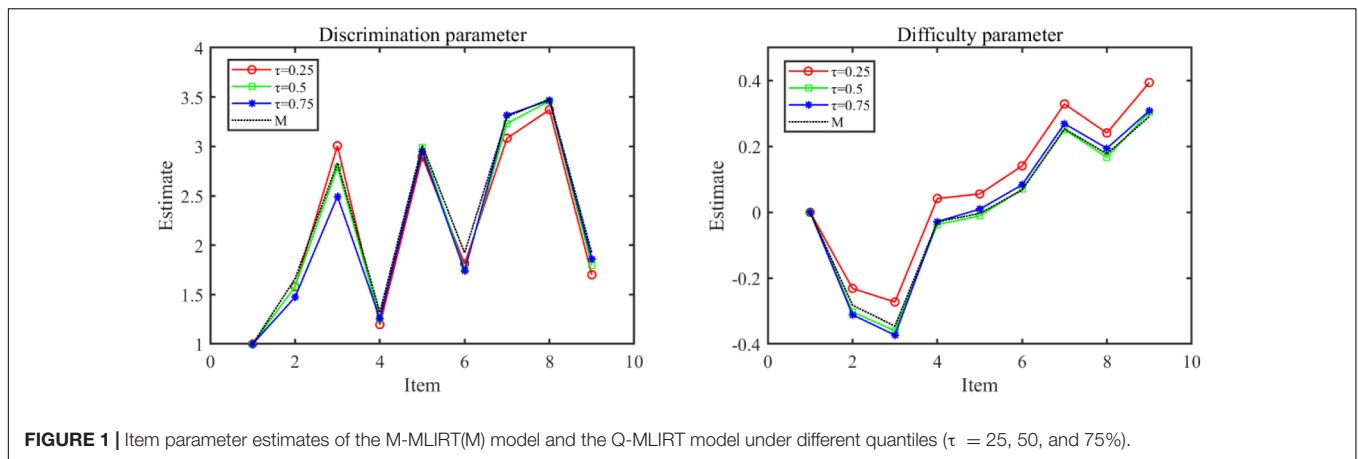 Discrimination parameter
4
3.5
3
2.5
2
1.5
1
Estimate
τ=0.25
τ=0.5
τ=0.75
M
0
2
4
6
8
10
Item
Difficulty parameter
0.4
0.2
0
-0.2
-0.4
Estimate
τ=0.25
τ=0.5
τ=0.75
M
0
2
4
6
8
10
Item
FIGURE 1 | Item parameter estimates of the M-MLIRT(M) model and the Q-MLIRT model under different quantiles (τ = 25, 50, and 75%).